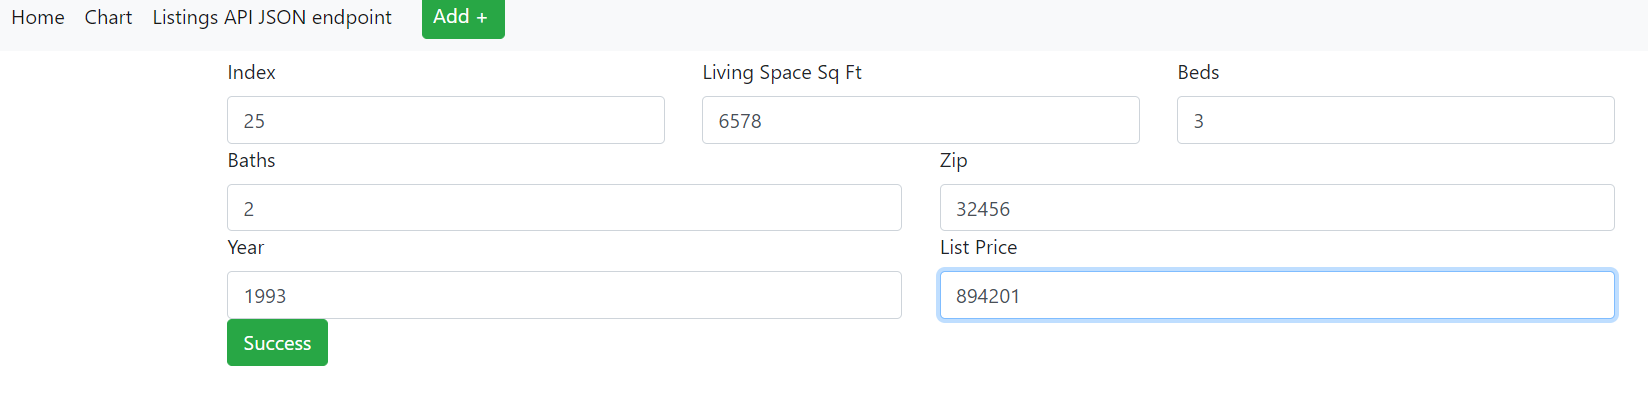 Home Chart Listings API JSON endpoint Add +
Index Living Space Sq Ft Beds
25 6578 3
Baths Zip
2 32456
Year List Price
1993 894201
Success